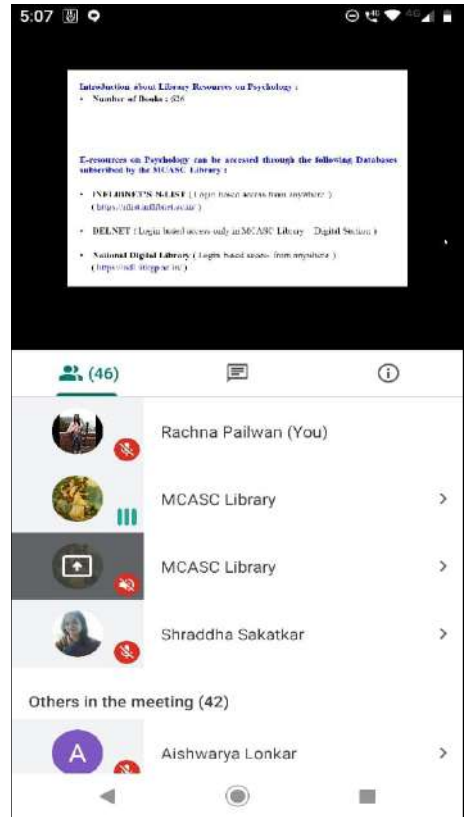 5:07
4G
Introduction about Library Resources on Psychology :
• Number of Books : 626
E-resources on Psychology can be accessed through the following Databases
subscribed by the MCASC Library :
• INFLIBNET'S N-LIST ( Login based access from anywhere )
• DELNET ( Login based access only in MCASC Library – Digital Section )
• National Digital Library ( Login based access from anywhere )
(46)
Rachna Pailwan (You)
MCASC Library
MCASC Library
Shraddha Sakatkar
Others in the meeting (42)
A
Aishwarya Lonkar